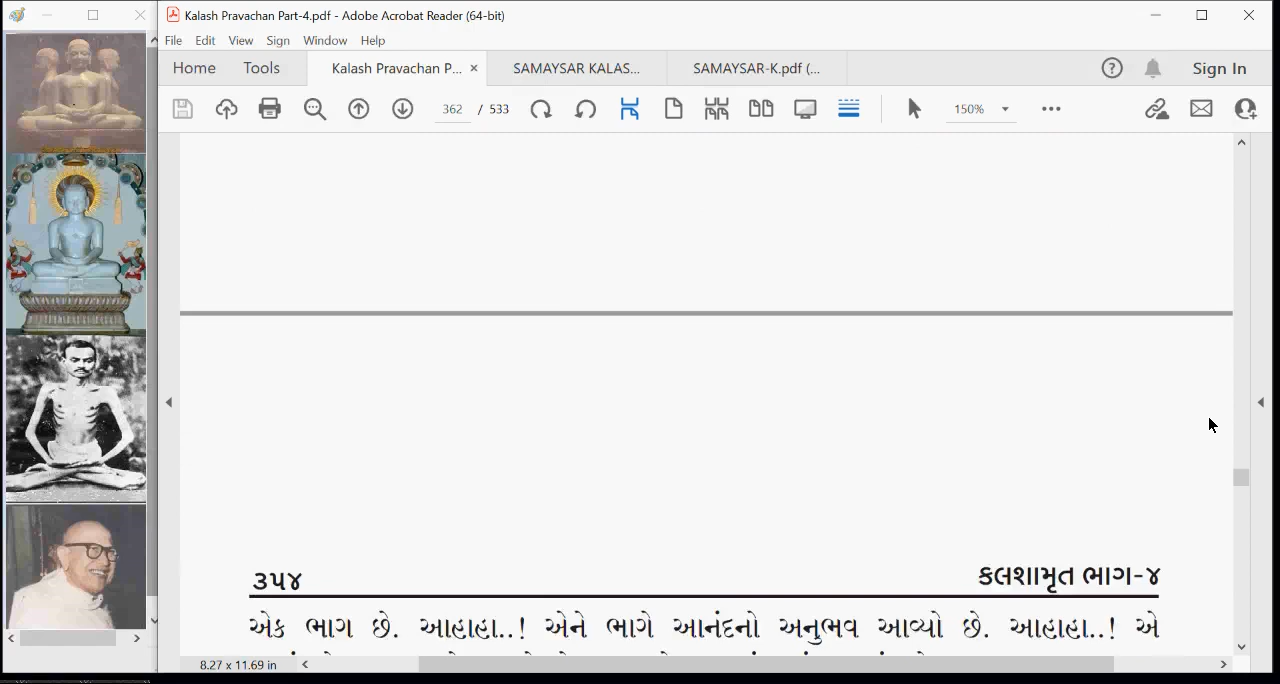 Kalash Pravachan Part-4.pdf - Adobe Acrobat Reader (64-bit)
File Edit View Sign Window Help
Home Tools Kalash Pravachan P... × SAMAYSAR KALAS... SAMAYSAR-K.pdf (... Sign In
362 / 533 150%
૩૫૪ કલશામૃત ભાગ-૪
એક ભાગ છે. આહાહા..! એને ભાગે આનંદનો અનુભવ આવ્યો છે. આહાહા..! એ
8.27 x 11.69 in